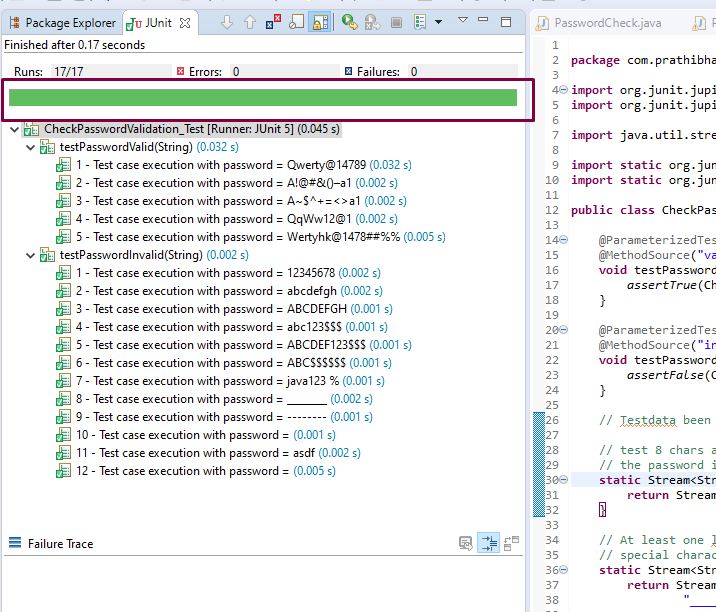 Package Explorer JUnit
Finished after 0.17 seconds
Runs: 17/17 Errors: 0 Failures: 0
CheckPasswordValidation_Test [Runner: JUnit 5] (0.045 s)
testPasswordValid(String) (0.032 s)
1 - Test case execution with password = Qwerty@14789 (0.032 s)
2 - Test case execution with password = A!@#&()–a1 (0.002 s)
3 - Test case execution with password = A~$^+=<>a1 (0.002 s)
4 - Test case execution with password = QqWw12@1 (0.002 s)
5 - Test case execution with password = Wertyhk@1478##%% (0.005 s)
testPasswordInvalid(String) (0.002 s)
1 - Test case execution with password = 12345678 (0.002 s)
2 - Test case execution with password = abcdefgh (0.002 s)
3 - Test case execution with password = ABCDEFGH (0.001 s)
4 - Test case execution with password = abc123$$$ (0.001 s)
5 - Test case execution with password = ABCDEF123$$$ (0.001 s)
6 - Test case execution with password = ABC$$$$$$ (0.001 s)
7 - Test case execution with password = java123 % (0.001 s)
8 - Test case execution with password = ________ (0.002 s)
9 - Test case execution with password = -------- (0.001 s)
10 - Test case execution with password = (0.001 s)
11 - Test case execution with password = asdf (0.002 s)
12 - Test case execution with password = (0.005 s)
Failure Trace
PasswordCheck.java
1
2 package com.prathibha
3
4 import org.junit.jupi
5 import org.junit.jupi
6
7 import java.util.stre
8
9 import static org.jun
10 import static org.jun
11
12 public class CheckPas
13
14 @ParameterizedTes
15 @MethodSource("va
16 void testPassword
17 assertTrue(Ch
18 }
19
20 @ParameterizedTes
21 @MethodSource("in
22 void testPassword
23 assertFalse(C
24 }
25
26 // Testdata been
27
28 // test 8 chars a
29 // the password i
30 static Stream<Str
31 return Stream
32 }
33
34 // At least one l
35 // special charac
36 static Stream<Str
37 return Stream
38 "____